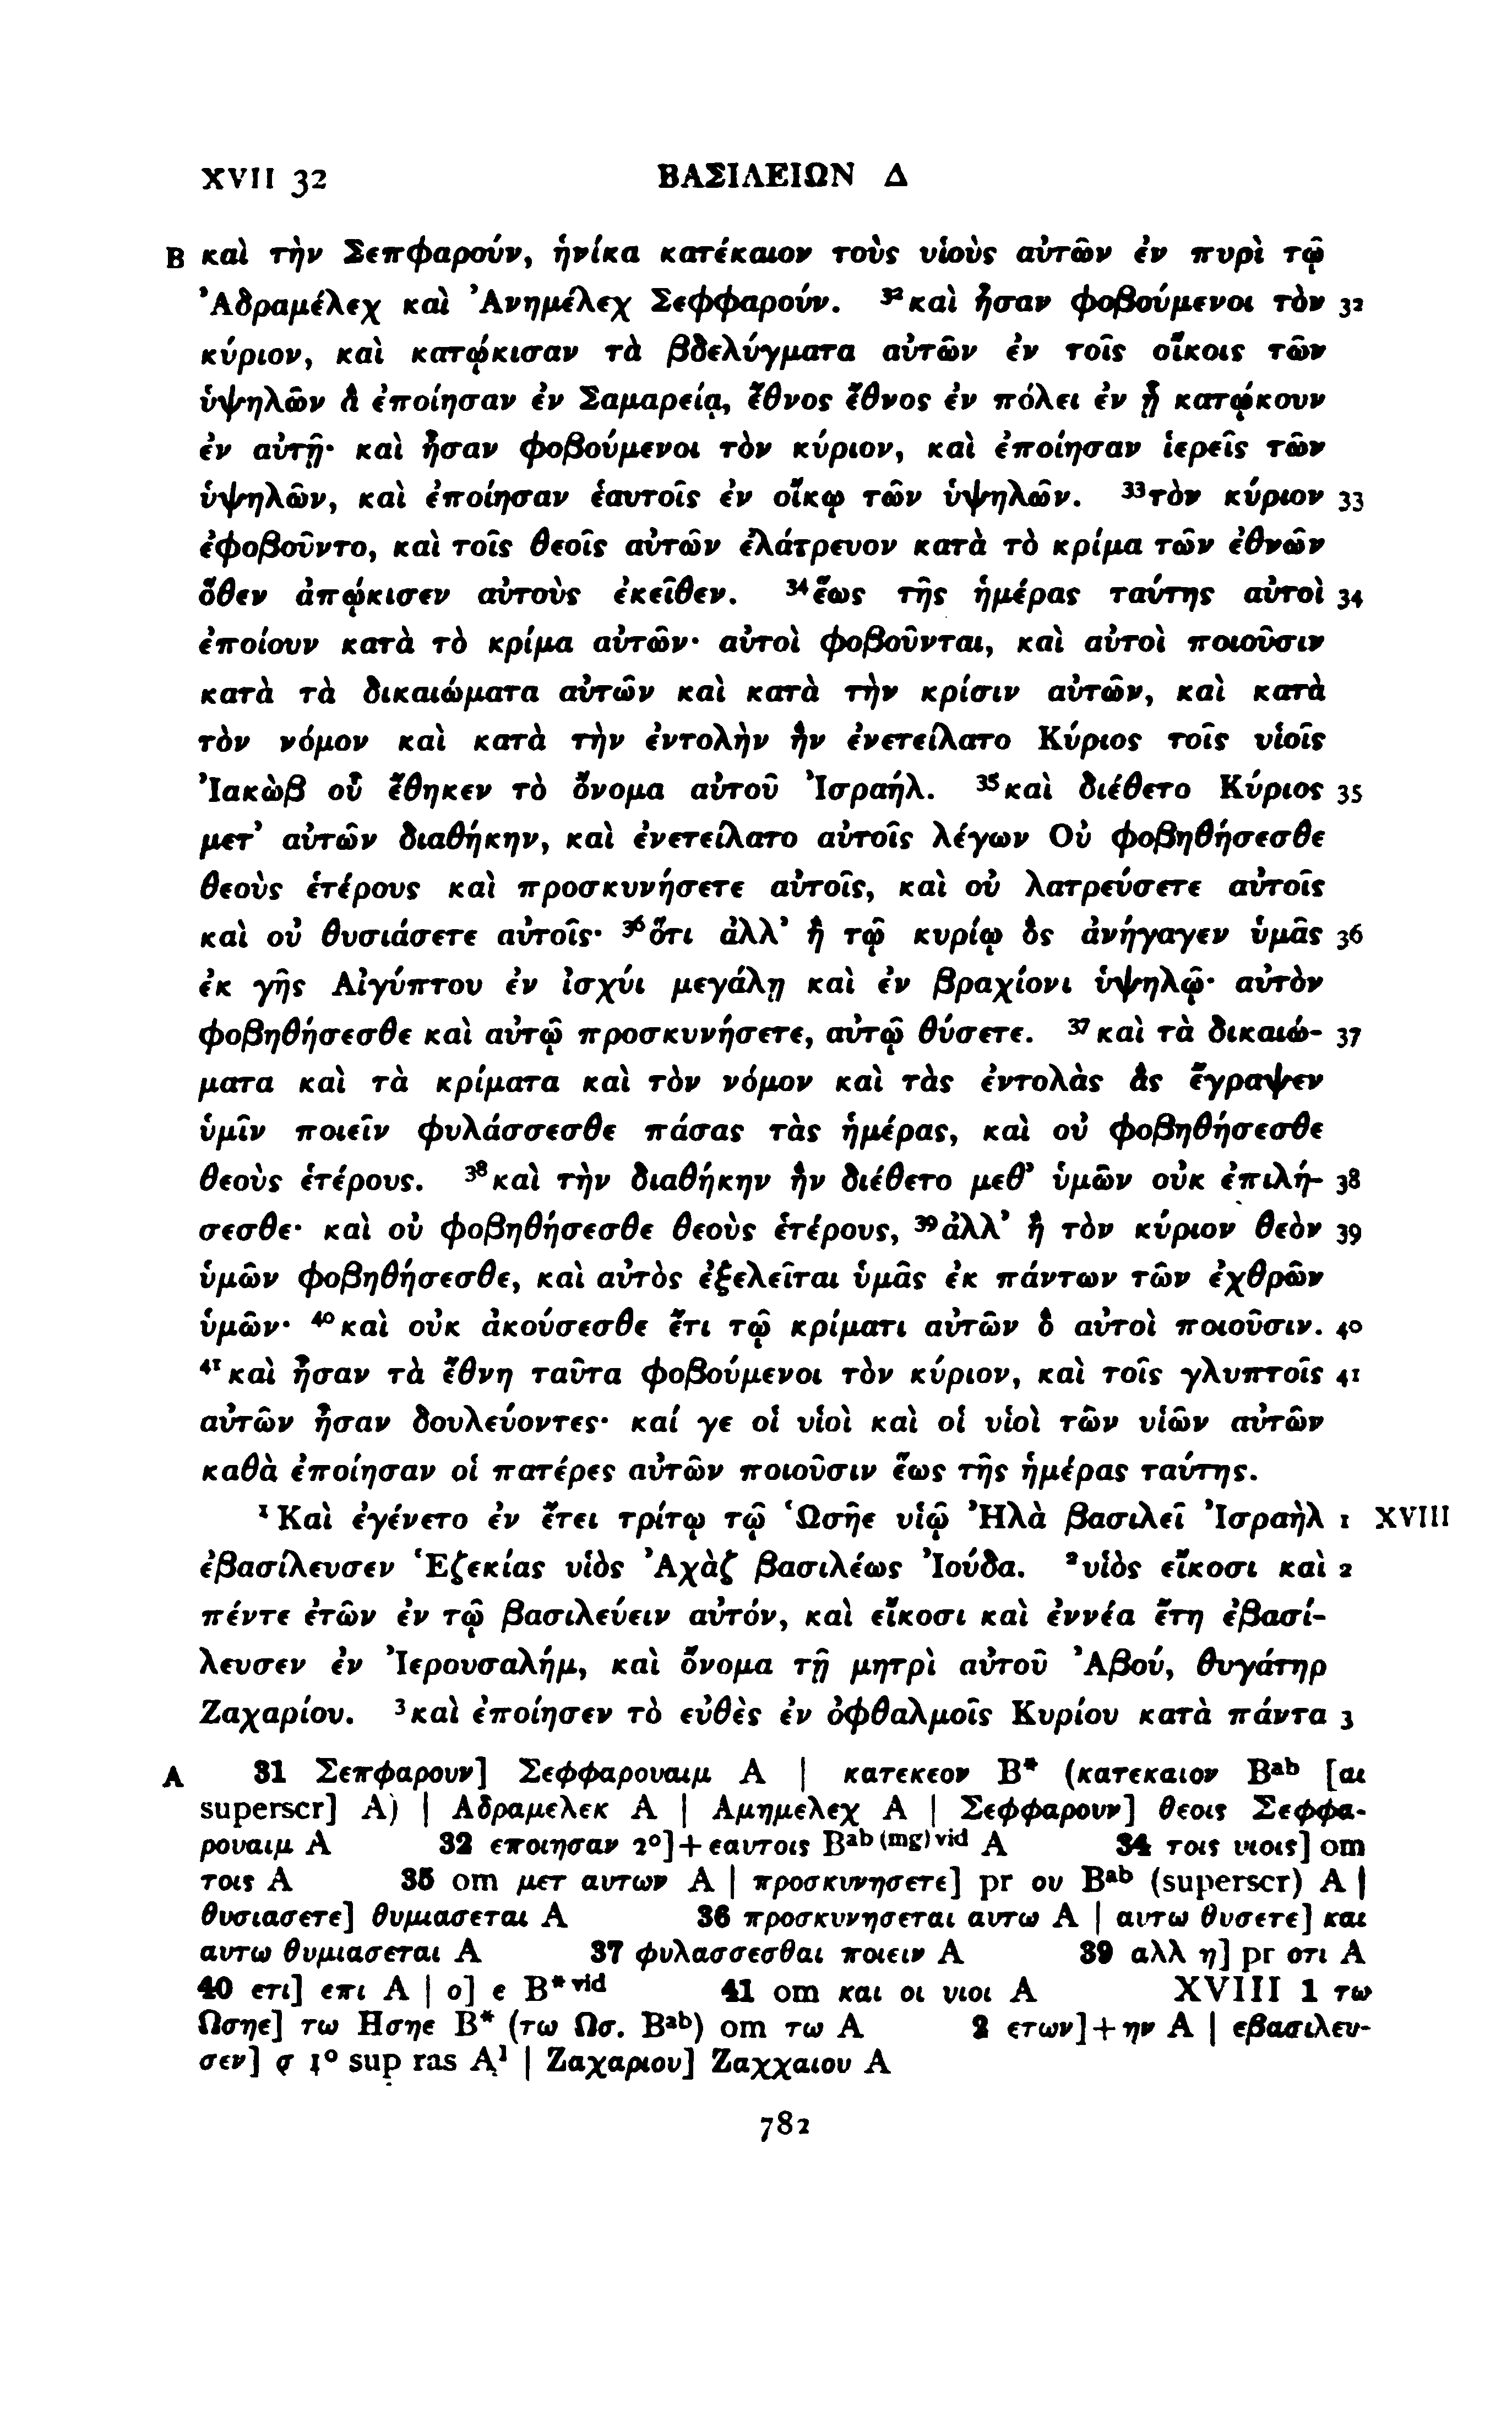 XVII 32 ΒΑΣΙΛΕΙΩΝ Δ
B καὶ τὴν Σεπφαρούν, ἡνίκα κατέκαιον τοὺς υἱοὺς αὐτῶν ἐν πυρὶ τῷ
Ἀδραμέλεχ καὶ Ἀνημέλεχ Σεφφαρούν. ³²καὶ ἦσαν φοβούμενοι τὸν 32
κύριον, καὶ κατῴκισαν τὰ βδελύγματα αὐτῶν ἐν τοῖς οἴκοις τῶν
ὑψηλῶν ἃ ἐποίησαν ἐν Σαμαρείᾳ, ἔθνος ἔθνος ἐν πόλει ἐν ᾗ κατῴκουν
ἐν αὐτῇ· καὶ ἦσαν φοβούμενοι τὸν κύριον, καὶ ἐποίησαν ἱερεῖς τῶν
ὑψηλῶν, καὶ ἐποίησαν ἑαυτοῖς ἐν οἴκῳ τῶν ὑψηλῶν. ³³τὸν κύριον 33
ἐφοβοῦντο, καὶ τοῖς θεοῖς αὐτῶν ἐλάτρευον κατὰ τὸ κρίμα τῶν ἐθνῶν
ὅθεν ἀπῴκισεν αὐτοὺς ἐκεῖθεν. ³⁴ἕως τῆς ἡμέρας ταύτης αὐτοὶ 34
ἐποίουν κατὰ τὸ κρίμα αὐτῶν· αὐτοὶ φοβοῦνται, καὶ αὐτοὶ ποιοῦσιν
κατὰ τὰ δικαιώματα αὐτῶν καὶ κατὰ τὴν κρίσιν αὐτῶν, καὶ κατὰ
τὸν νόμον καὶ κατὰ τὴν ἐντολὴν ἣν ἐνετείλατο Κύριος τοῖς υἱοῖς
Ἰακὼβ οὗ ἔθηκεν τὸ ὄνομα αὐτοῦ Ἰσραήλ. ³⁵καὶ διέθετο Κύριος 35
μετ’ αὐτῶν διαθήκην, καὶ ἐνετείλατο αὐτοῖς λέγων Οὐ φοβηθήσεσθε
θεοὺς ἑτέρους καὶ προσκυνήσετε αὐτοῖς, καὶ οὐ λατρεύσετε αὐτοῖς
καὶ οὐ θυσιάσετε αὐτοῖς· ³⁶ὅτι ἀλλ’ ἢ τῷ κυρίῳ ὃς ἀνήγαγεν ὑμᾶς 36
ἐκ γῆς Αἰγύπτου ἐν ἰσχύι μεγάλῃ καὶ ἐν βραχίονι ὑψηλῷ· αὐτὸν
φοβηθήσεσθε καὶ αὐτῷ προσκυνήσετε, αὐτῷ θύσετε. ³⁷καὶ τὰ δικαιώ- 37
ματα καὶ τὰ κρίματα καὶ τὸν νόμον καὶ τὰς ἐντολὰς ἃς ἔγραψεν
ὑμῖν ποιεῖν φυλάσσεσθε πάσας τὰς ἡμέρας, καὶ οὐ φοβηθήσεσθε
θεοὺς ἑτέρους. ³⁸καὶ τὴν διαθήκην ἣν διέθετο μεθ’ ὑμῶν οὐκ ἐπιλή- 38
σεσθε· καὶ οὐ φοβηθήσεσθε θεοὺς ἑτέρους, ³⁹ἀλλ’ ἢ τὸν κύριον θεὸν 39
ὑμῶν φοβηθήσεσθε, καὶ αὐτὸς ἐξελεῖται ὑμᾶς ἐκ πάντων τῶν ἐχθρῶν
ὑμῶν· ⁴⁰καὶ οὐκ ἀκούσεσθε ἔτι τῷ κρίματι αὐτῶν ὃ αὐτοὶ ποιοῦσιν. 40
⁴¹καὶ ἦσαν τὰ ἔθνη ταῦτα φοβούμενοι τὸν κύριον, καὶ τοῖς γλυπτοῖς 41
αὐτῶν ἦσαν δουλεύοντες· καί γε οἱ υἱοὶ καὶ οἱ υἱοὶ τῶν υἱῶν αὐτῶν
καθὰ ἐποίησαν οἱ πατέρες αὐτῶν ποιοῦσιν ἕως τῆς ἡμέρας ταύτης.
¹Καὶ ἐγένετο ἐν ἔτει τρίτῳ τῷ Ὡσῆε υἱῷ Ἠλὰ βασιλεῖ Ἰσραὴλ 1 XVIII
ἐβασίλευσεν Ἑζεκίας υἱὸς Ἀχὰζ βασιλέως Ἰούδα. ²υἱὸς εἴκοσι καὶ 2
πέντε ἐτῶν ἐν τῷ βασιλεύειν αὐτόν, καὶ εἴκοσι καὶ ἐννέα ἔτη ἐβασί-
λευσεν ἐν Ἰερουσαλήμ, καὶ ὄνομα τῇ μητρὶ αὐτοῦ Ἀβού, θυγάτηρ
Ζαχαρίου. ³καὶ ἐποίησεν τὸ εὐθὲς ἐν ὀφθαλμοῖς Κυρίου κατὰ πάντα 3
A 31 Σεπφαρουν] Σεφφαρουαιμ A | κατεκεον B* (κατεκαιον Bᵃᵇ [αι
superscr] A) | Αδραμελεκ A | Αμημελεχ A | Σεφφαρουν] θεοις Σεφφα-
ρουαιμ A 32 εποιησαν 2º]+εαυτοις Bᵃᵇ⁽ᵐᵍ⁾ᵛⁱᵈ A 34 τοις υιοις] om
τοις A 35 om μετ αυτων A | προσκυνησετε] pr ου Bᵃᵇ (superscr) A |
θυσιασετε] θυμιασεται A 36 προσκυνησεται αυτω A | αυτω θυσετε] και
αυτω θυμιασεται A 37 φυλασσεσθαι ποιειν A 39 αλλ η] pr οτι A
40 ετι] επι A | ο] ε B*ᵛⁱᵈ 41 om και οι υιοι A XVIII 1 τω
Ωσηε] τω Ησηε B* (τω Ωσ. Bᵃᵇ) om τω A 2 ετων]+ην A | εβασιλευ-
σεν] σ 1º sup ras A¹ | Ζαχαριου] Ζαχχαιου A
782